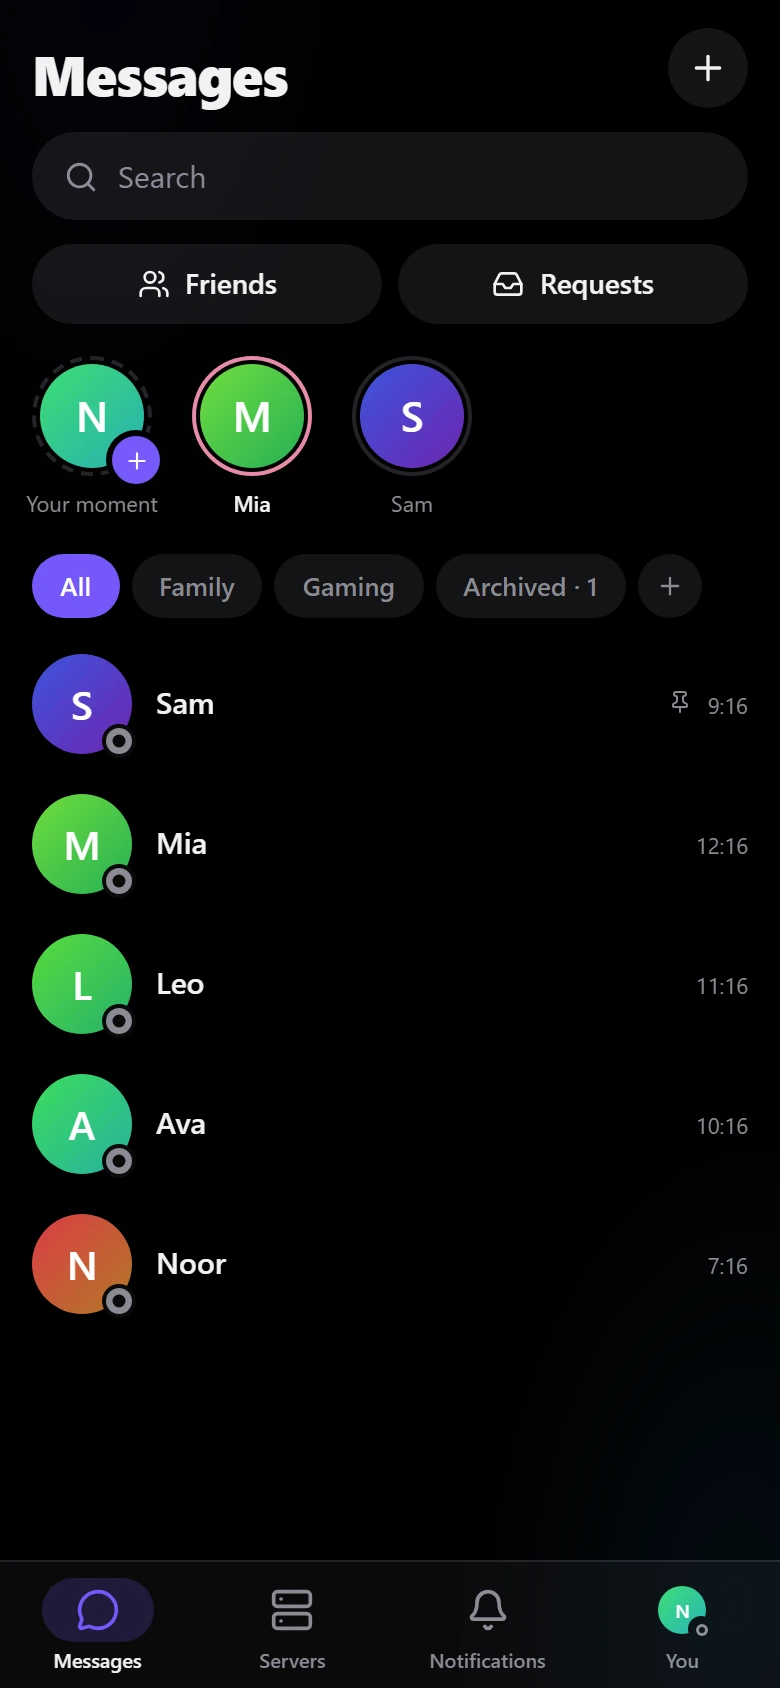 Messages
Search
Friends
Requests
N
M
S
Your moment
Mia
Sam
All
Family
Gaming
Archived · 1
S
Sam
9:16
M
Mia
12:16
L
Leo
11:16
A
Ava
10:16
N
Noor
7:16
N
Messages
Servers
Notifications
You